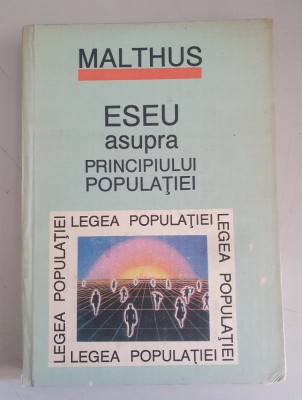 MALTHUS
ESEU
asupra
PRINCIPIULUI
POPULAŢIEI
LEGEA POPULAŢIEI
LEGEA POPULAŢIEI
LEGEA POPULAŢIEI
LEGEA POPULAŢIEI